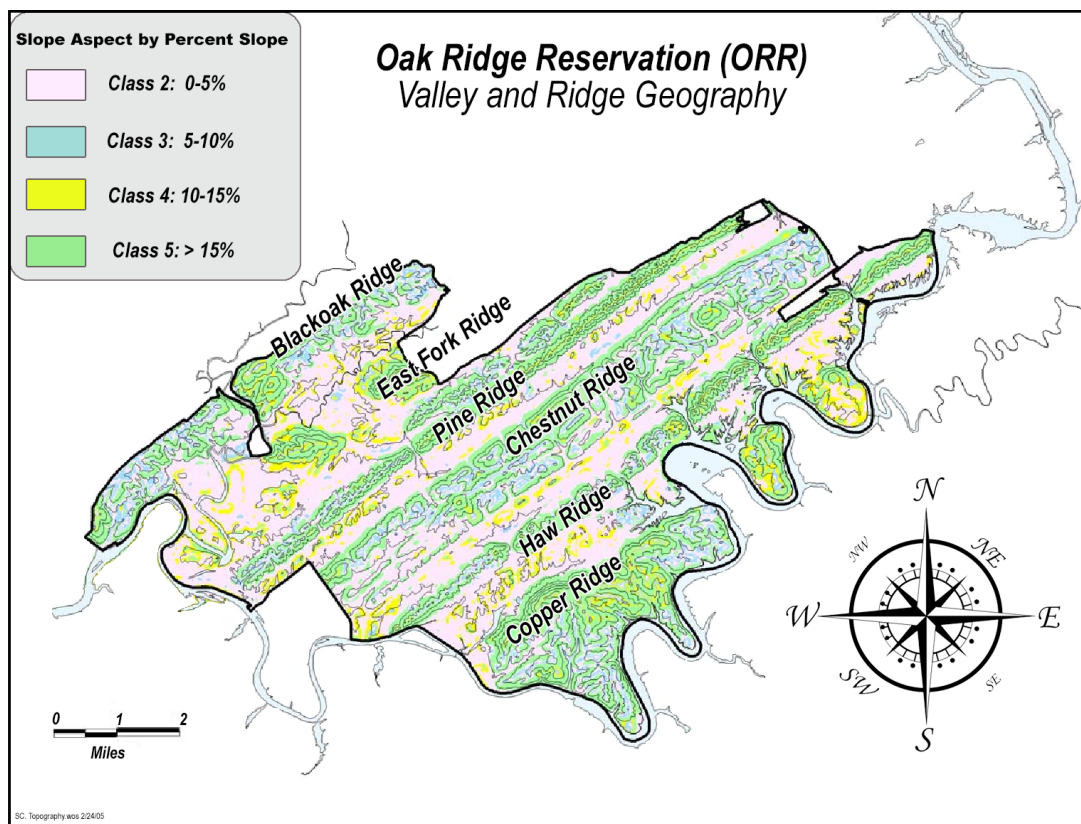 Slope Aspect by Percent Slope
Class 2: 0-5%
Class 3: 5-10%
Class 4: 10-15%
Class 5: > 15%
Oak Ridge Reservation (ORR)
Valley and Ridge Geography
Blackoak Ridge
East Fork Ridge
Pine Ridge
Chestnut Ridge
Haw Ridge
Copper Ridge
N
NW
NE
W
E
SW
SE
S
0 1 2
Miles
SC. Topography.wos 2/24/05